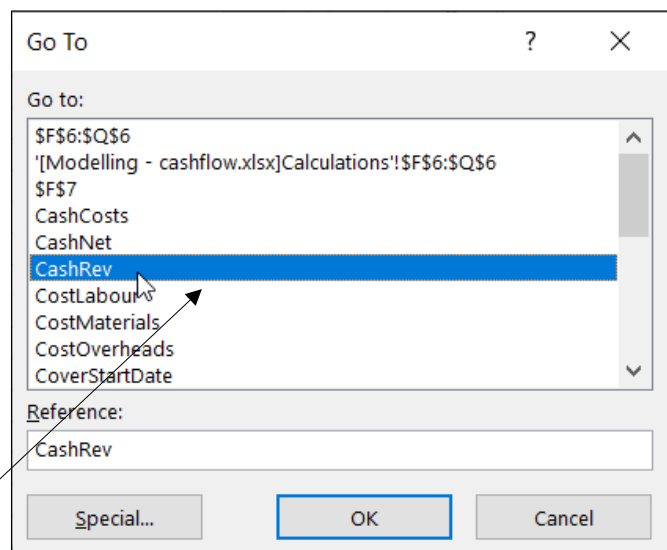 Go To ?
Go to:
$F$6:$Q$6
'[Modelling - cashflow.xlsx]Calculations'!$F$6:$Q$6
$F$7
CashCosts
CashNet
CashRev
CostLabour
CostMaterials
CostOverheads
CoverStartDate
Reference:
CashRev
Special... OK Cancel